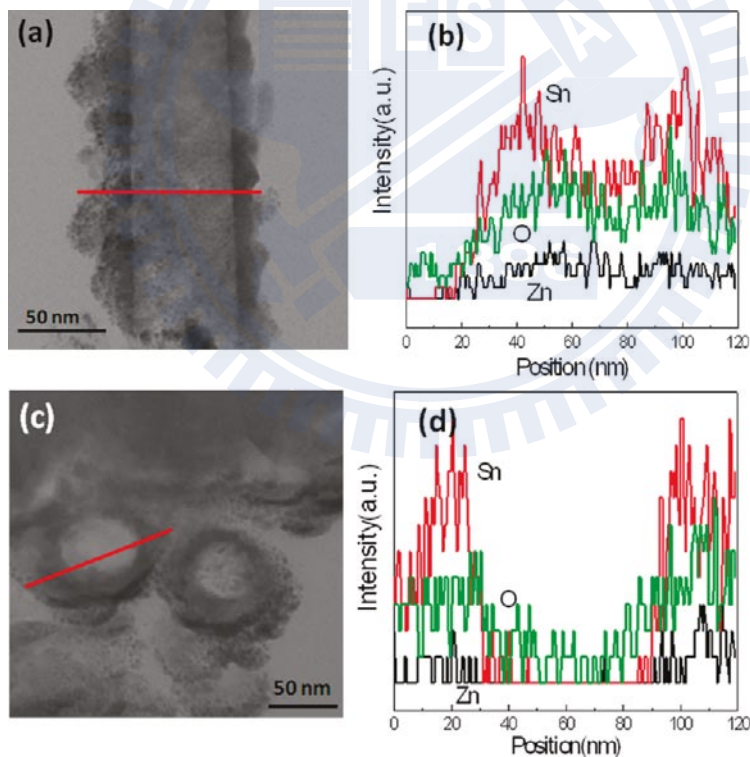 (a)
50 nm
(b)
Sn
O
Zn
Intensity(a.u.)
0 20 40 60 80 100 120
Position (nm)
(c)
50 nm
(d)
Sn
O
Zn
Intensity(a.u.)
0 20 40 60 80 100 120
Position(nm)
E S A
1896